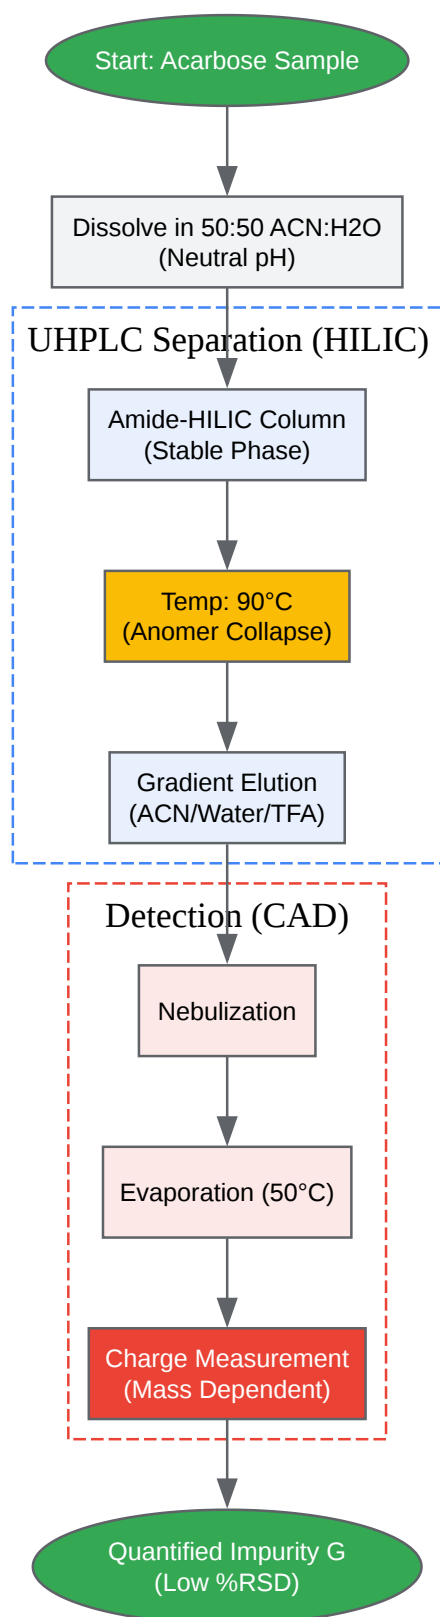 Start: Acarbose Sample
Dissolve in 50:50 ACN:H2O
(Neutral pH)
UHPLC Separation (HILIC)
Amide-HILIC Column
(Stable Phase)
Temp: 90°C
(Anomer Collapse)
Gradient Elution
(ACN/Water/TFA)
Detection (CAD)
Nebulization
Evaporation (50°C)
Charge Measurement
(Mass Dependent)
Quantified Impurity G
(Low %RSD)